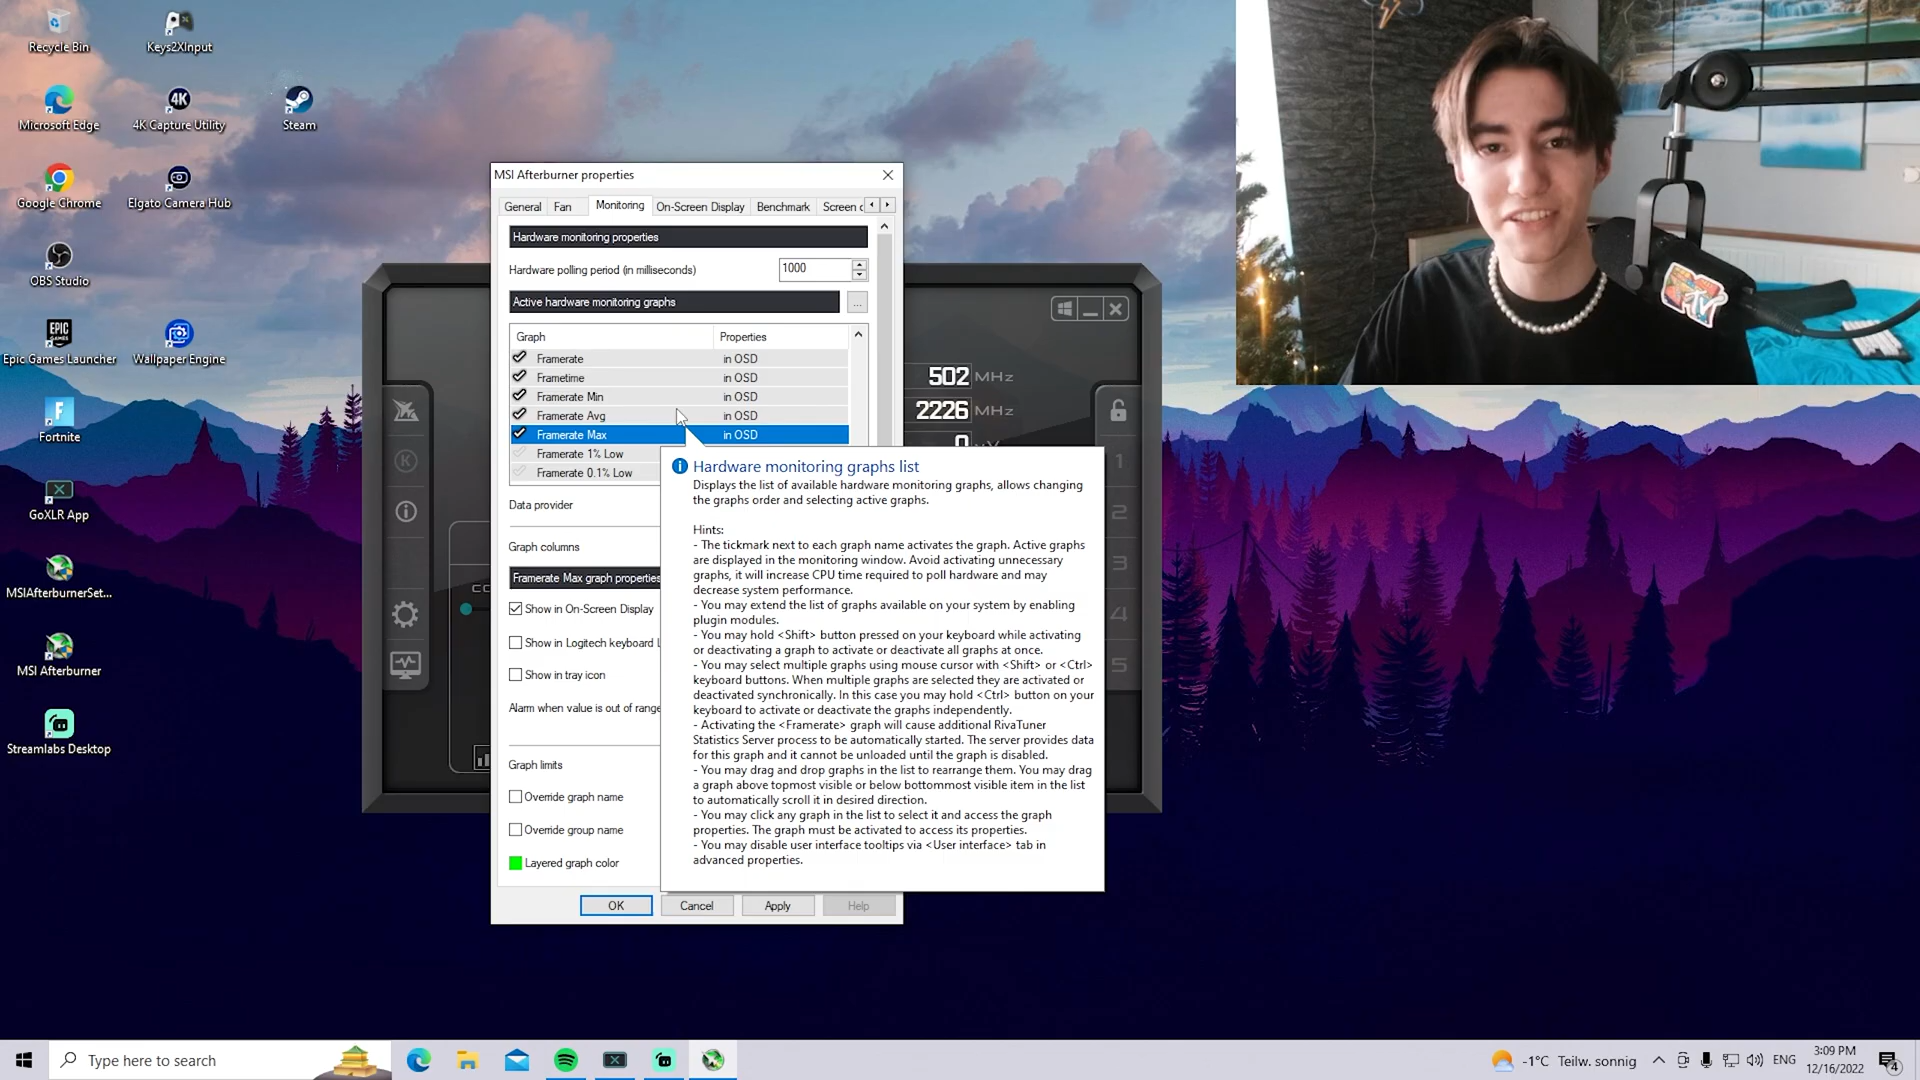 Recycle Bin
Keys2XInput
Microsoft Edge
4K
4K Capture Utility
Steam
Google Chrome
Elgato Camera Hub
OBS Studio
EPIC
GAMES
Epic Games Launcher
Wallpaper Engine
Fortnite
GoXLR App
MSIAfterburnerSet...
MSI Afterburner
Streamlabs Desktop
MSI Afterburner properties
General
Fan
Monitoring
On-Screen Display
Benchmark
Screen c
Hardware monitoring properties
Hardware polling period (in milliseconds)
1000
Active hardware monitoring graphs
...
Graph
Properties
Framerate
in OSD
Frametime
in OSD
Framerate Min
in OSD
Framerate Avg
in OSD
Framerate Max
in OSD
Framerate 1% Low
Framerate 0.1% Low
Data provider
Graph columns
Framerate Max graph properties
Show in On-Screen Display
Show in Logitech keyboard L
Show in tray icon
Alarm when value is out of range
Graph limits
Override graph name
Override group name
Layered graph color
OK
Cancel
Apply
Help
Hardware monitoring graphs list
Displays the list of available hardware monitoring graphs, allows changing
the graphs order and selecting active graphs.
Hints:
- The tickmark next to each graph name activates the graph. Active graphs
are displayed in the monitoring window. Avoid activating unnecessary
graphs, it will increase CPU time required to poll hardware and may
decrease system performance.
- You may extend the list of graphs available on your system by enabling
plugin modules.
- You may hold <Shift> button pressed on your keyboard while activating
or deactivating a graph to activate or deactivate all graphs at once.
- You may select multiple graphs using mouse cursor with <Shift> or <Ctrl>
keyboard buttons. When multiple graphs are selected they are activated or
deactivated synchronically. In this case you may hold <Ctrl> button on your
keyboard to activate or deactivate the graphs independently.
- Activating the <Framerate> graph will cause additional RivaTuner
Statistics Server process to be automatically started. The server provides data
for this graph and it cannot be unloaded until the graph is disabled.
- You may drag and drop graphs in the list to rearrange them. You may drag
a graph above topmost visible or below bottommost visible item in the list
to automatically scroll it in desired direction.
- You may click any graph in the list to select it and access the graph
properties. The graph must be activated to access its properties.
- You may disable user interface tooltips via <User interface> tab in
advanced properties.
502 MHz
2226 MHz
K
CO
1
2
3
4
5
TV
Type here to search
-1°C Teilw. sonnig
ENG
3:09 PM
12/16/2022
4